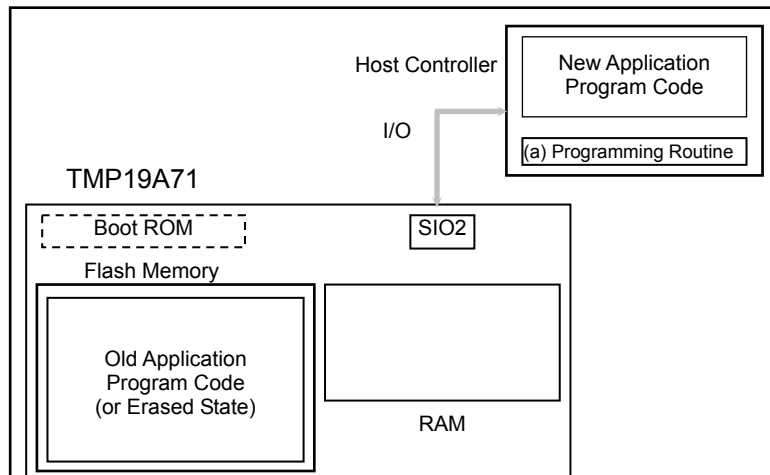 Host Controller
New Application
Program Code
I/O
(a) Programming Routine
TMP19A71
Boot ROM
SIO2
Flash Memory
Old Application
Program Code
(or Erased State)
RAM